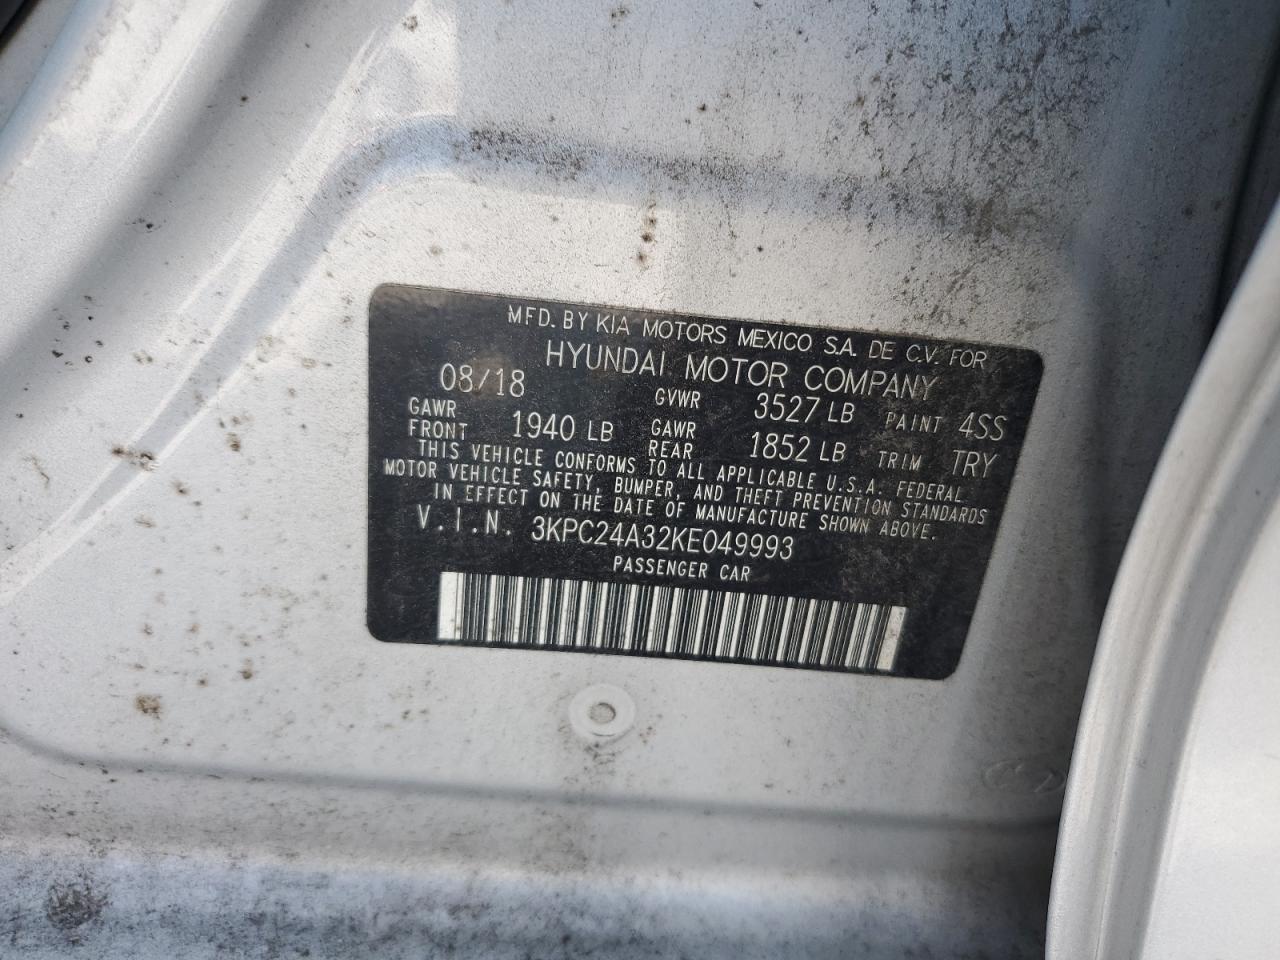 MFD. BY KIA MOTORS MEXICO S.A. DE C.V. FOR
HYUNDAI MOTOR COMPANY
08/18 GVWR 3527 LB PAINT 4SS
GAWR FRONT 1940 LB GAWR REAR 1852 LB TRIM TRY
THIS VEHICLE CONFORMS TO ALL APPLICABLE U.S.A. FEDERAL
MOTOR VEHICLE SAFETY, BUMPER, AND THEFT PREVENTION STANDARDS
IN EFFECT ON THE DATE OF MANUFACTURE SHOWN ABOVE.
V.I.N. 3KPC24A32KE049993
PASSENGER CAR